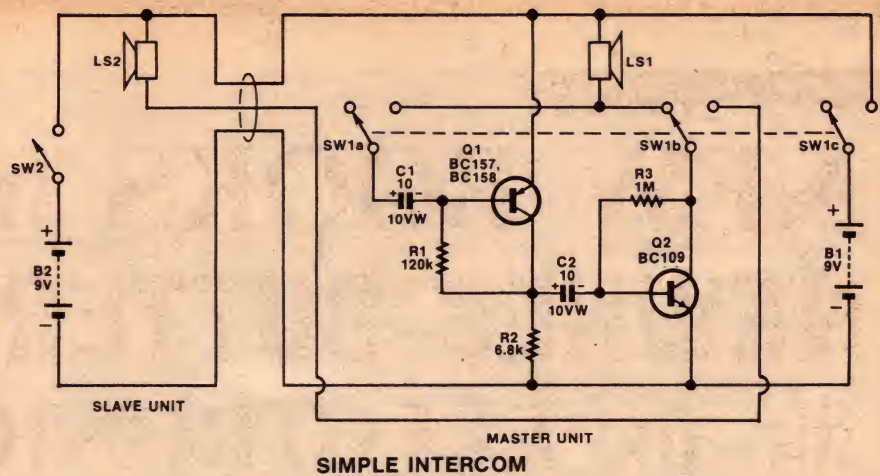 LS2
LS1
SW2
SW1a
SW1b
SW1c
Q1
BC157,
BC158
C1
10
10VW
+
-
R3
1M
R1
120k
C2
10
10VW
+
-
Q2
BC109
R2
6.8k
+
B2
9V
-
+
B1
9V
-
SLAVE UNIT
MASTER UNIT
SIMPLE INTERCOM